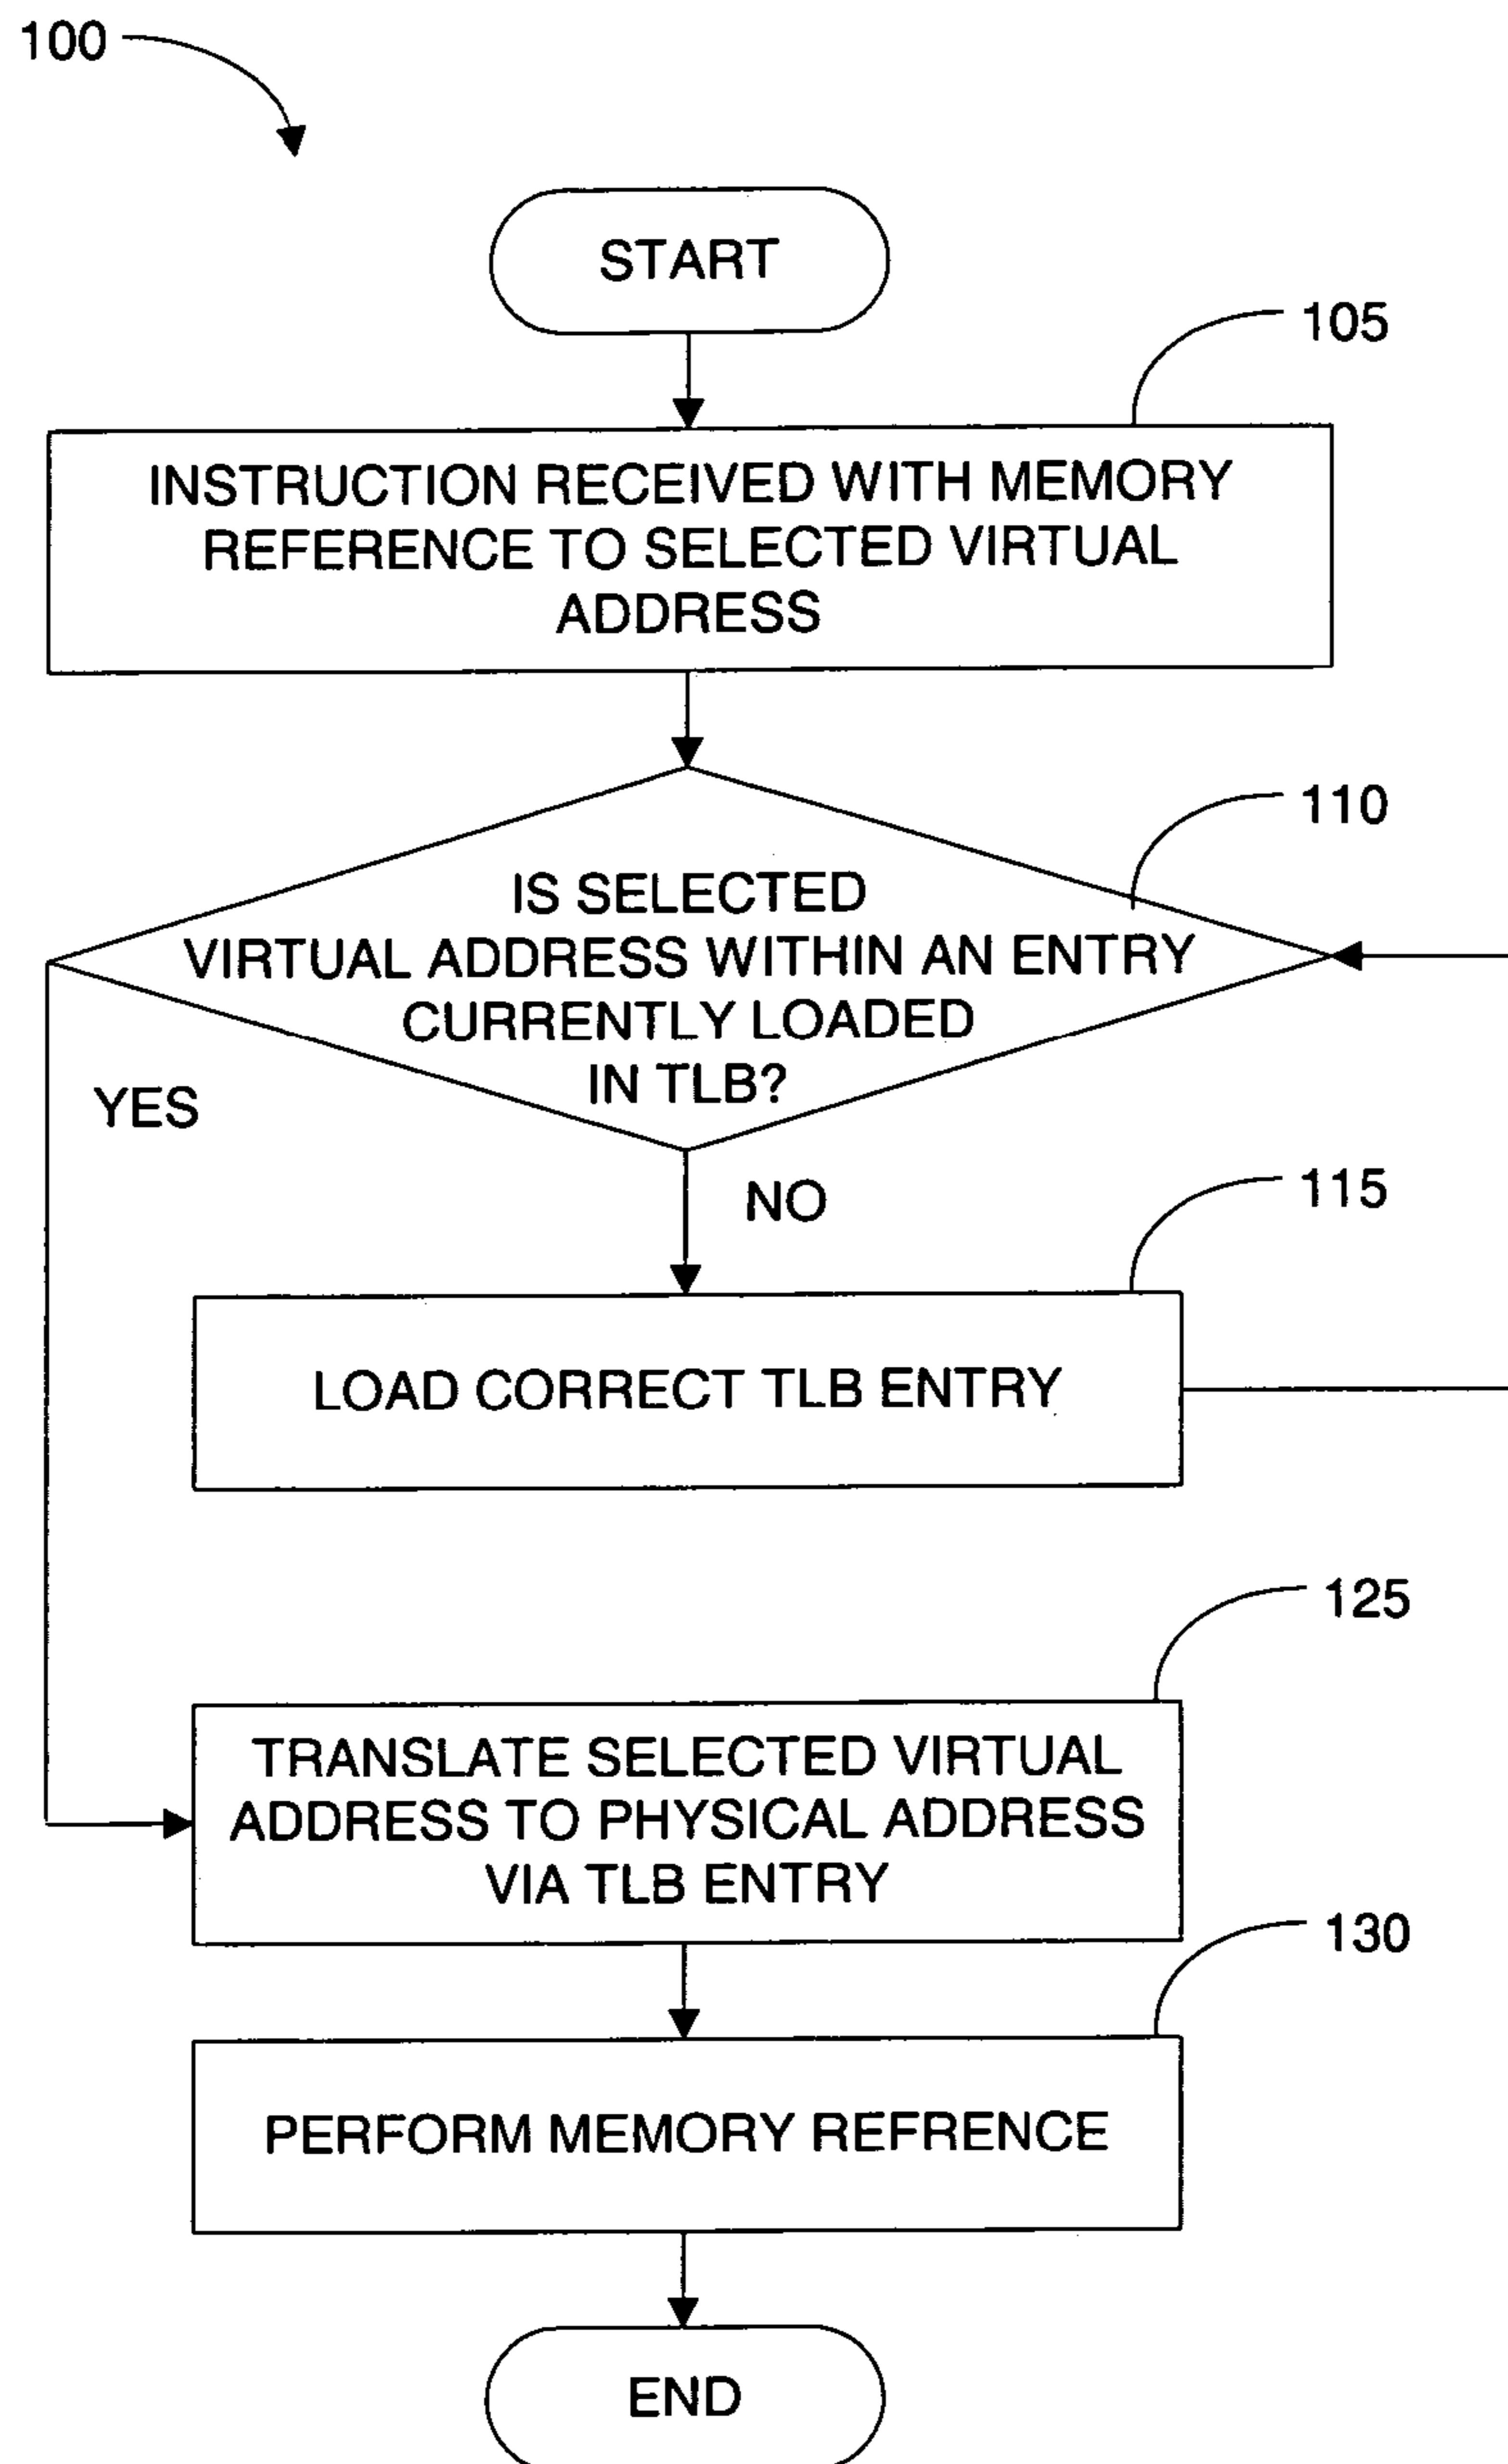 100
START
105
INSTRUCTION RECEIVED WITH MEMORY
REFERENCE TO SELECTED VIRTUAL
ADDRESS
110
IS SELECTED
VIRTUAL ADDRESS WITHIN AN ENTRY
CURRENTLY LOADED
IN TLB?
YES
NO
115
LOAD CORRECT TLB ENTRY
125
TRANSLATE SELECTED VIRTUAL
ADDRESS TO PHYSICAL ADDRESS
VIA TLB ENTRY
130
PERFORM MEMORY REFRENCE
END